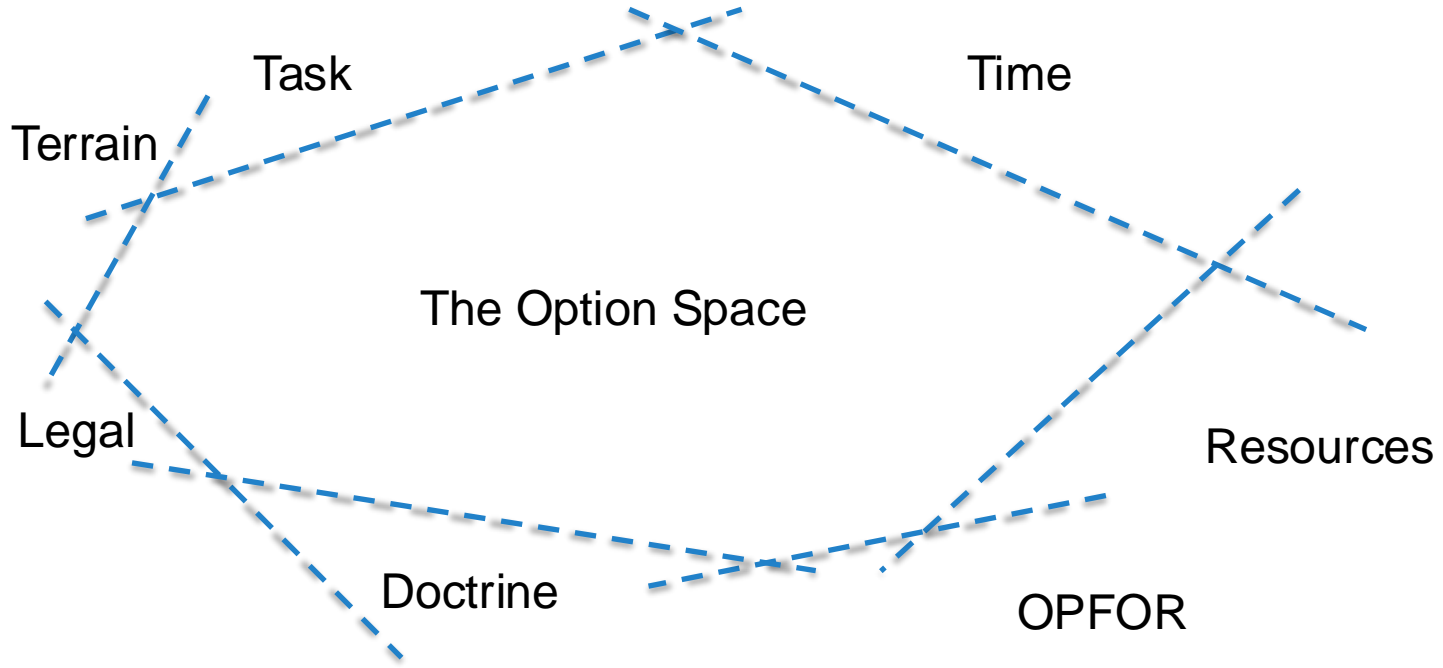 Task
Time
Terrain
The Option Space
Legal
Resources
Doctrine
OPFOR